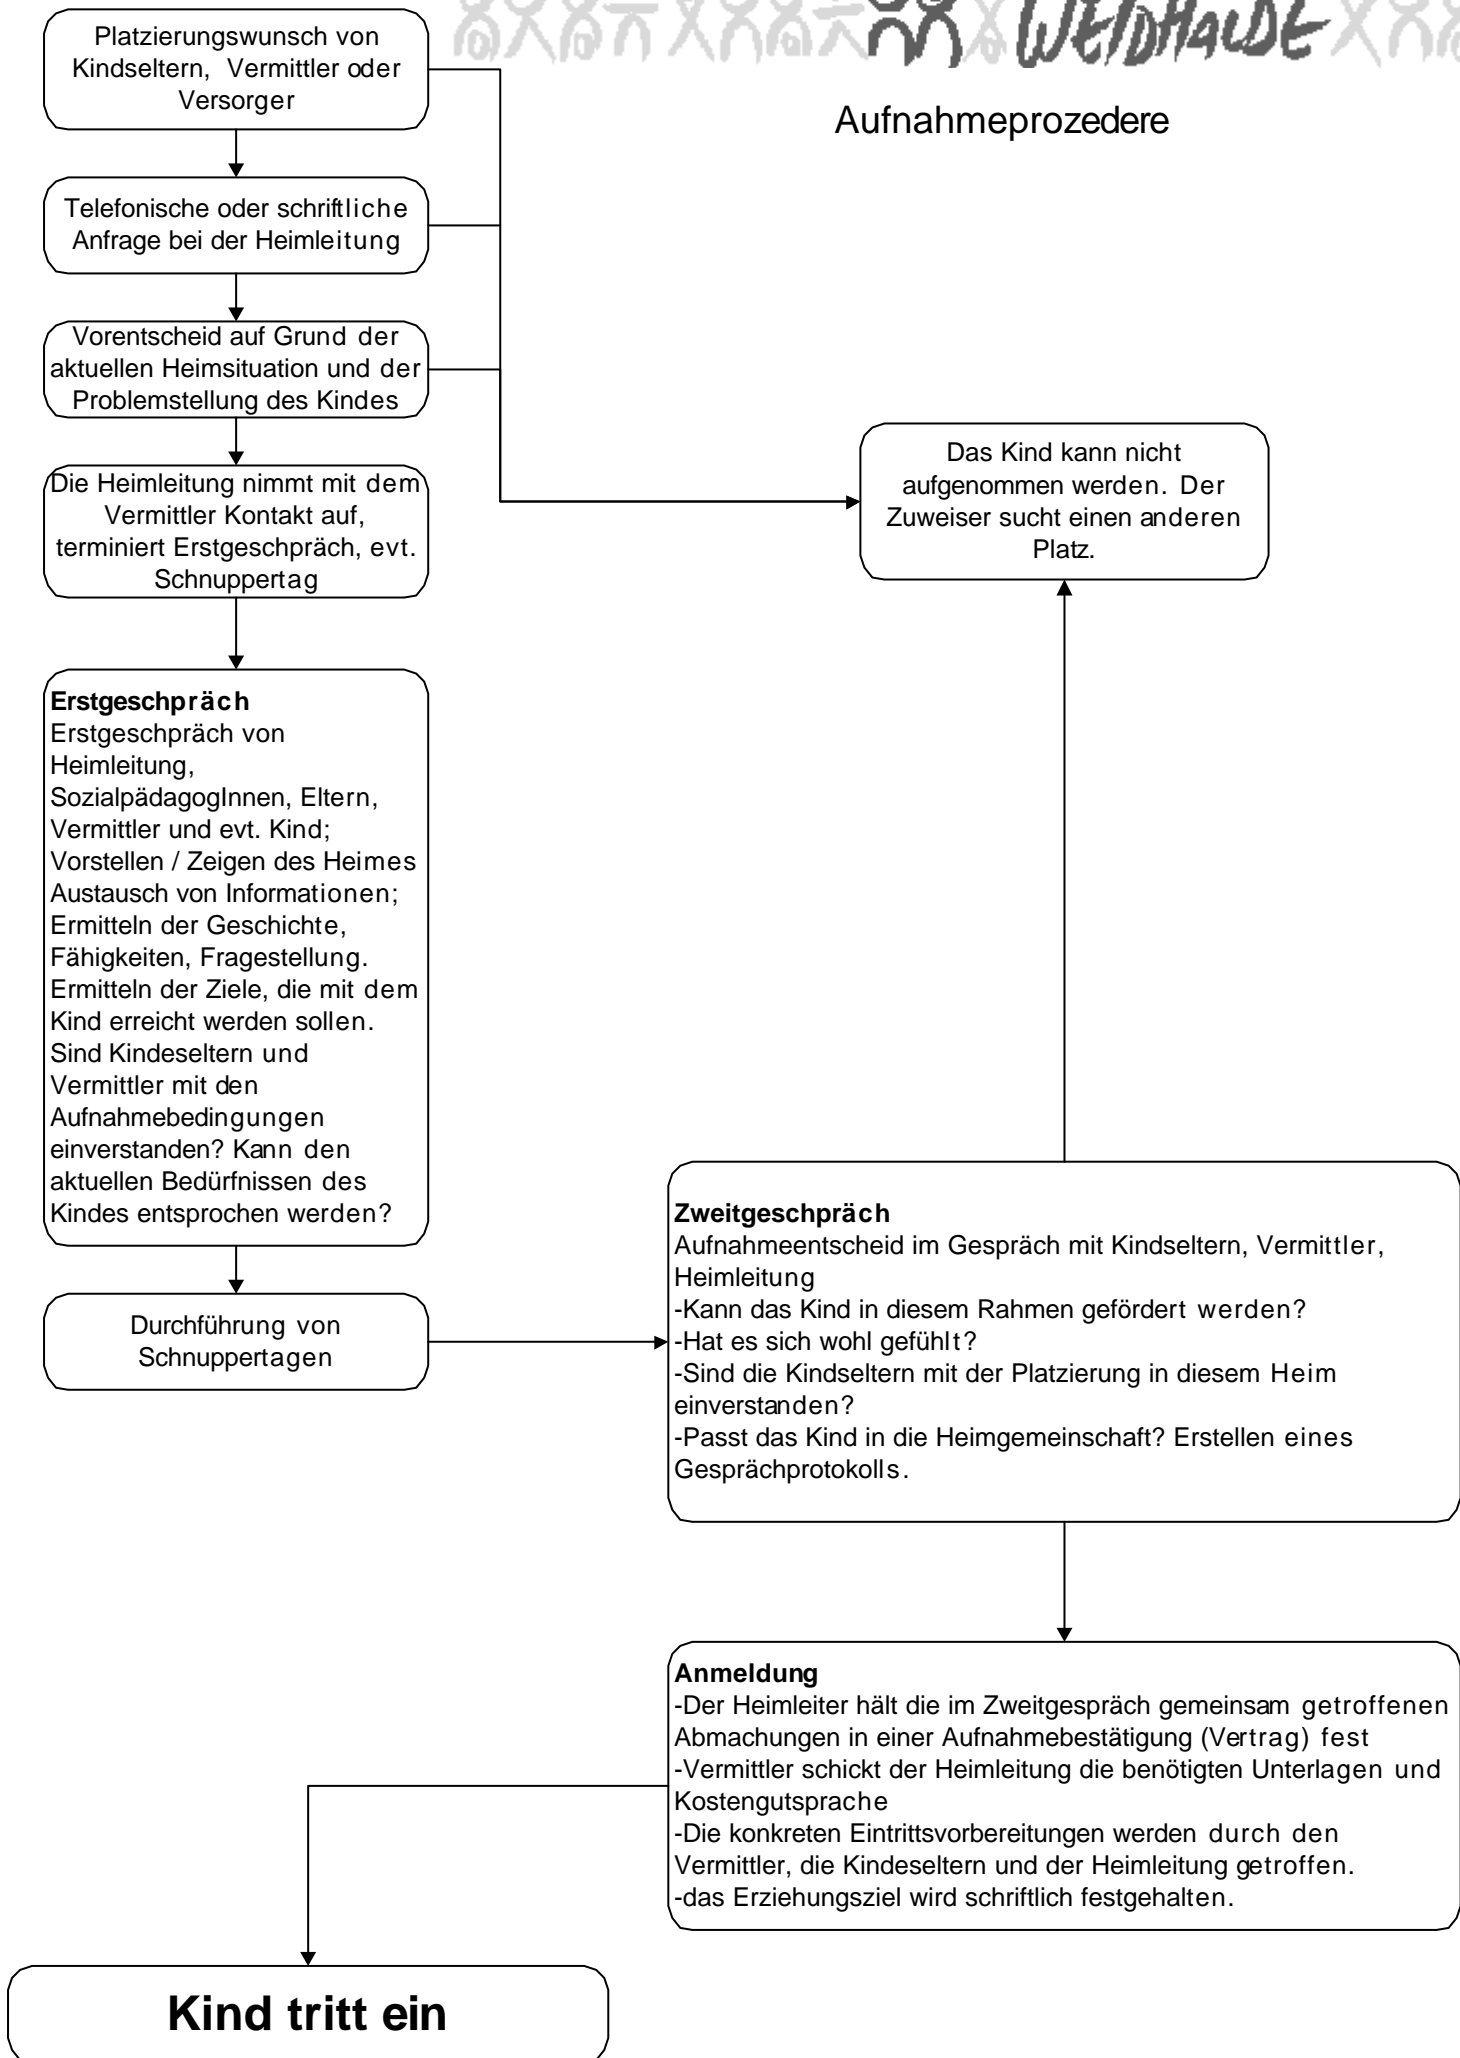 WEIDHALDE
Aufnahmeprozedere
Platzierungswunsch von
Kindseltern, Vermittler oder
Versorger
Telefonische oder schriftliche
Anfrage bei der Heimleitung
Vorentscheid auf Grund der
aktuellen Heimsituation und der
Problemstellung des Kindes
Die Heimleitung nimmt mit dem
Vermittler Kontakt auf,
terminiert Erstgeschpräch, evt.
Schnuppertag
Das Kind kann nicht
aufgenommen werden. Der
Zuweiser sucht einen anderen
Platz.
Erstgeschpräch
Erstgeschpräch von
Heimleitung,
SozialpädagogInnen, Eltern,
Vermittler und evt. Kind;
Vorstellen / Zeigen des Heimes
Austausch von Informationen;
Ermitteln der Geschichte,
Fähigkeiten, Fragestellung.
Ermitteln der Ziele, die mit dem
Kind erreicht werden sollen.
Sind Kindeseltern und
Vermittler mit den
Aufnahmebedingungen
einverstanden? Kann den
aktuellen Bedürfnissen des
Kindes entsprochen werden?
Durchführung von
Schnuppertagen
Zweitgeschpräch
Aufnahmeentscheid im Gespräch mit Kindseltern, Vermittler,
Heimleitung
-Kann das Kind in diesem Rahmen gefördert werden?
-Hat es sich wohl gefühlt?
-Sind die Kindseltern mit der Platzierung in diesem Heim
einverstanden?
-Passt das Kind in die Heimgemeinschaft? Erstellen eines
Gesprächprotokolls.
Anmeldung
-Der Heimleiter hält die im Zweitgespräch gemeinsam getroffenen
Abmachungen in einer Aufnahmebestätigung (Vertrag) fest
-Vermittler schickt der Heimleitung die benötigten Unterlagen und
Kostengutsprache
-Die konkreten Eintrittsvorbereitungen werden durch den
Vermittler, die Kindeseltern und der Heimleitung getroffen.
-das Erziehungsziel wird schriftlich festgehalten.
Kind tritt ein